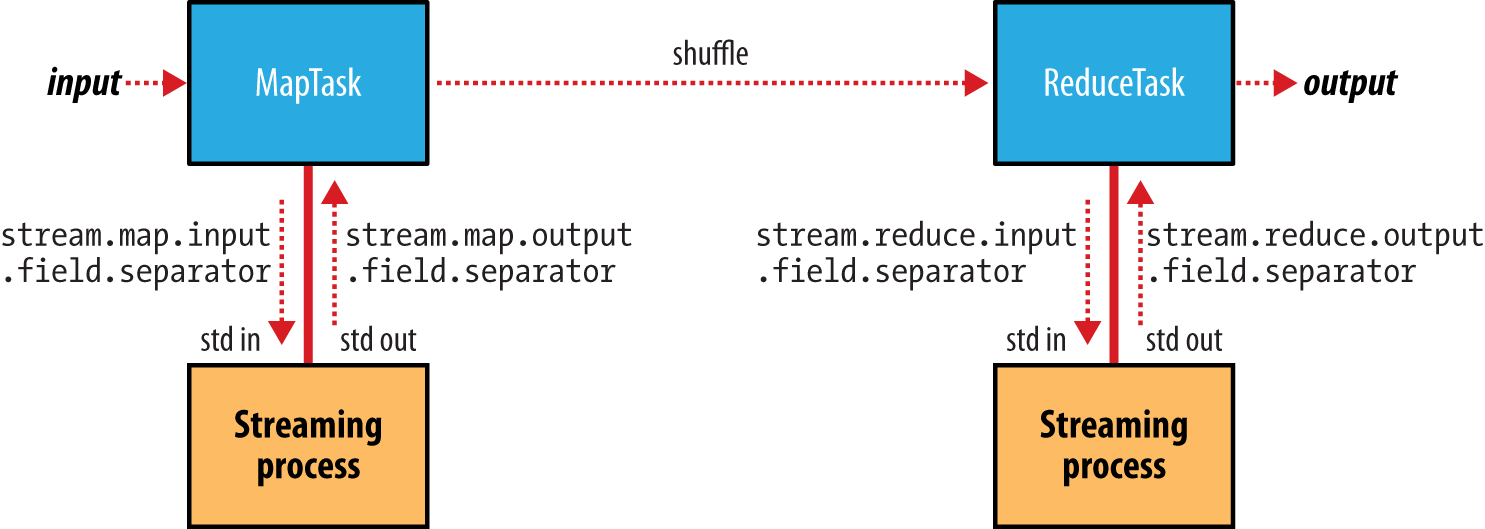 shuffle
input
MapTask
ReduceTask
output
stream.map.input
.field.separator
stream.map.output
.field.separator
stream.reduce.input
.field.separator
stream.reduce.output
.field.separator
std in
std out
std in
std out
Streaming
process
Streaming
process